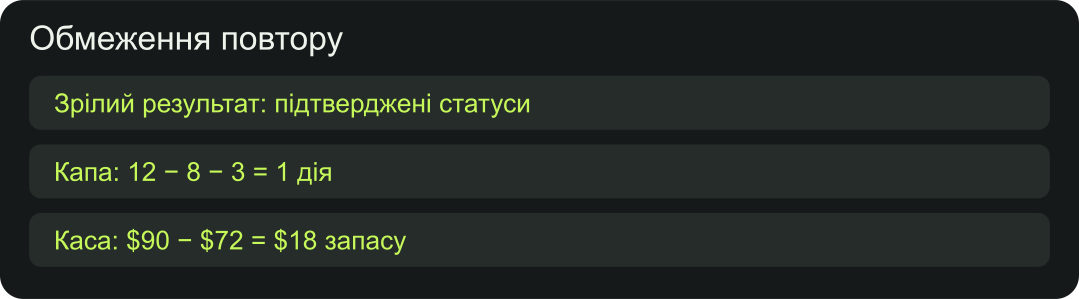 Обмеження повтору
Зрілий результат: підтверджені статуси
Капа: 12 − 8 − 3 = 1 дія
Каса: $90 − $72 = $18 запасу